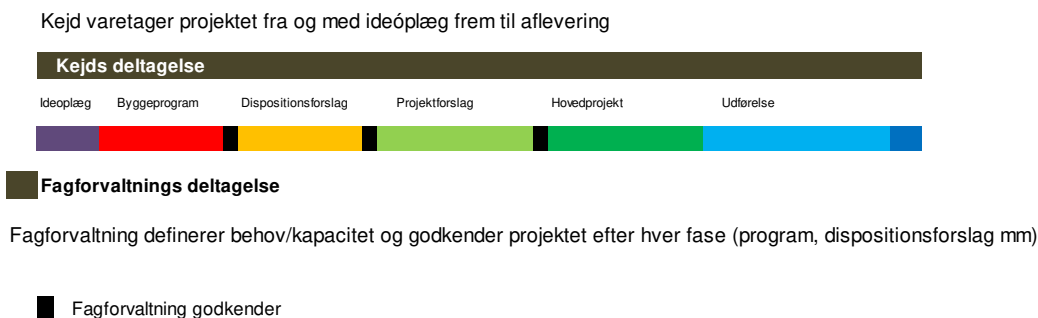 Kejd varetager projektet fra og med ideóplæg frem til aflevering
Kejds deltagelse
Ideoplæg Byggeprogram Dispositionsforslag Projektforslag Hovedprojekt Udførelse
Fagforvaltnings deltagelse
Fagforvaltning definerer behov/kapacitet og godkender projektet efter hver fase (program, dispositionsforslag mm)
Fagforvaltning godkender